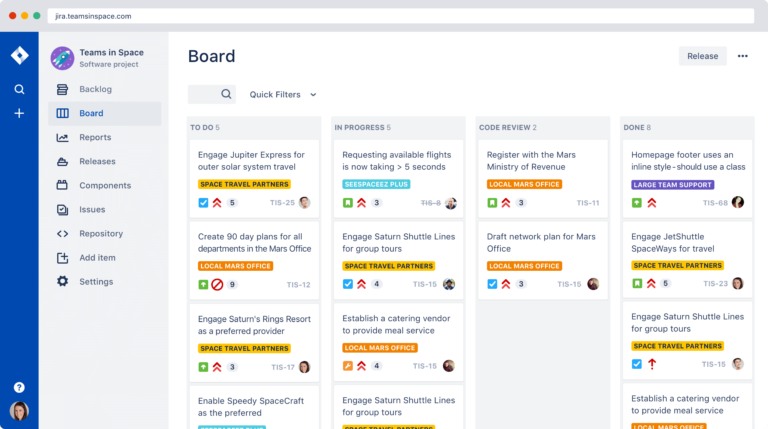 jira.teamsinspace.com
Teams in Space
Software project
Backlog
Board
Reports
Releases
Components
Issues
Repository
Add item
Settings
Board
Release
Quick Filters
TO DO 5
Engage Jupiter Express for
outer solar system travel
SPACE TRAVEL PARTNERS
5
TIS-25
Create 90 day plans for all
departments in the Mars Office
LOCAL MARS OFFICE
9
TIS-12
Engage Saturn's Rings Resort
as a preferred provider
SPACE TRAVEL PARTNERS
3
TIS-17
Enable Speedy SpaceCraft
as the preferred
IN PROGRESS 5
Requesting available flights
is now taking > 5 seconds
SEESPACEEZ PLUS
3
TIS-8
Engage Saturn Shuttle Lines
for group tours
SPACE TRAVEL PARTNERS
4
TIS-15
Establish a catering vendor
to provide meal service
LOCAL MARS OFFICE
4
TIS-15
Engage Saturn Shuttle Lines
for group tours
CODE REVIEW 2
Register with the Mars
Ministry of Revenue
LOCAL MARS OFFICE
3
TIS-11
Draft network plan for Mars
Office
LOCAL MARS OFFICE
3
TIS-15
DONE 8
Homepage footer uses an
inline style - should use a class
LARGE TEAM SUPPORT
TIS-68
Engage JetShuttle
SpaceWays for travel
SPACE TRAVEL PARTNERS
5
TIS-23
Engage Saturn Shuttle Lines
for group tours
SPACE TRAVEL PARTNERS
TIS-15
Establish a catering vendor
to provide meal service
LOCAL MARS OFFICE